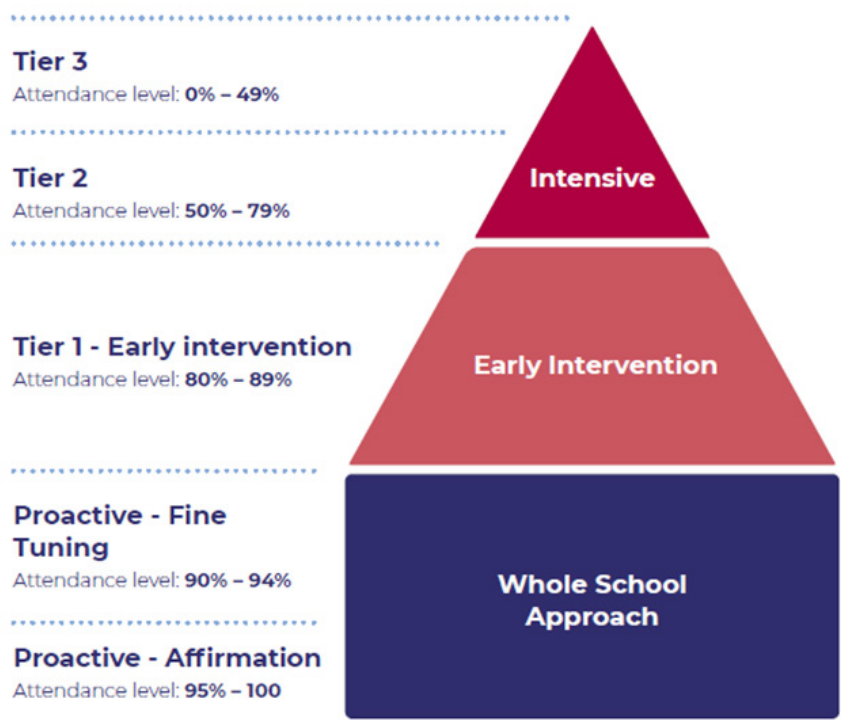 Tier 3
Attendance level: 0% – 49%
Tier 2
Attendance level: 50% – 79%
Intensive
Tier 1 - Early intervention
Attendance level: 80% – 89%
Early Intervention
Proactive - Fine
Tuning
Attendance level: 90% – 94%
Whole School
Approach
Proactive - Affirmation
Attendance level: 95% – 100